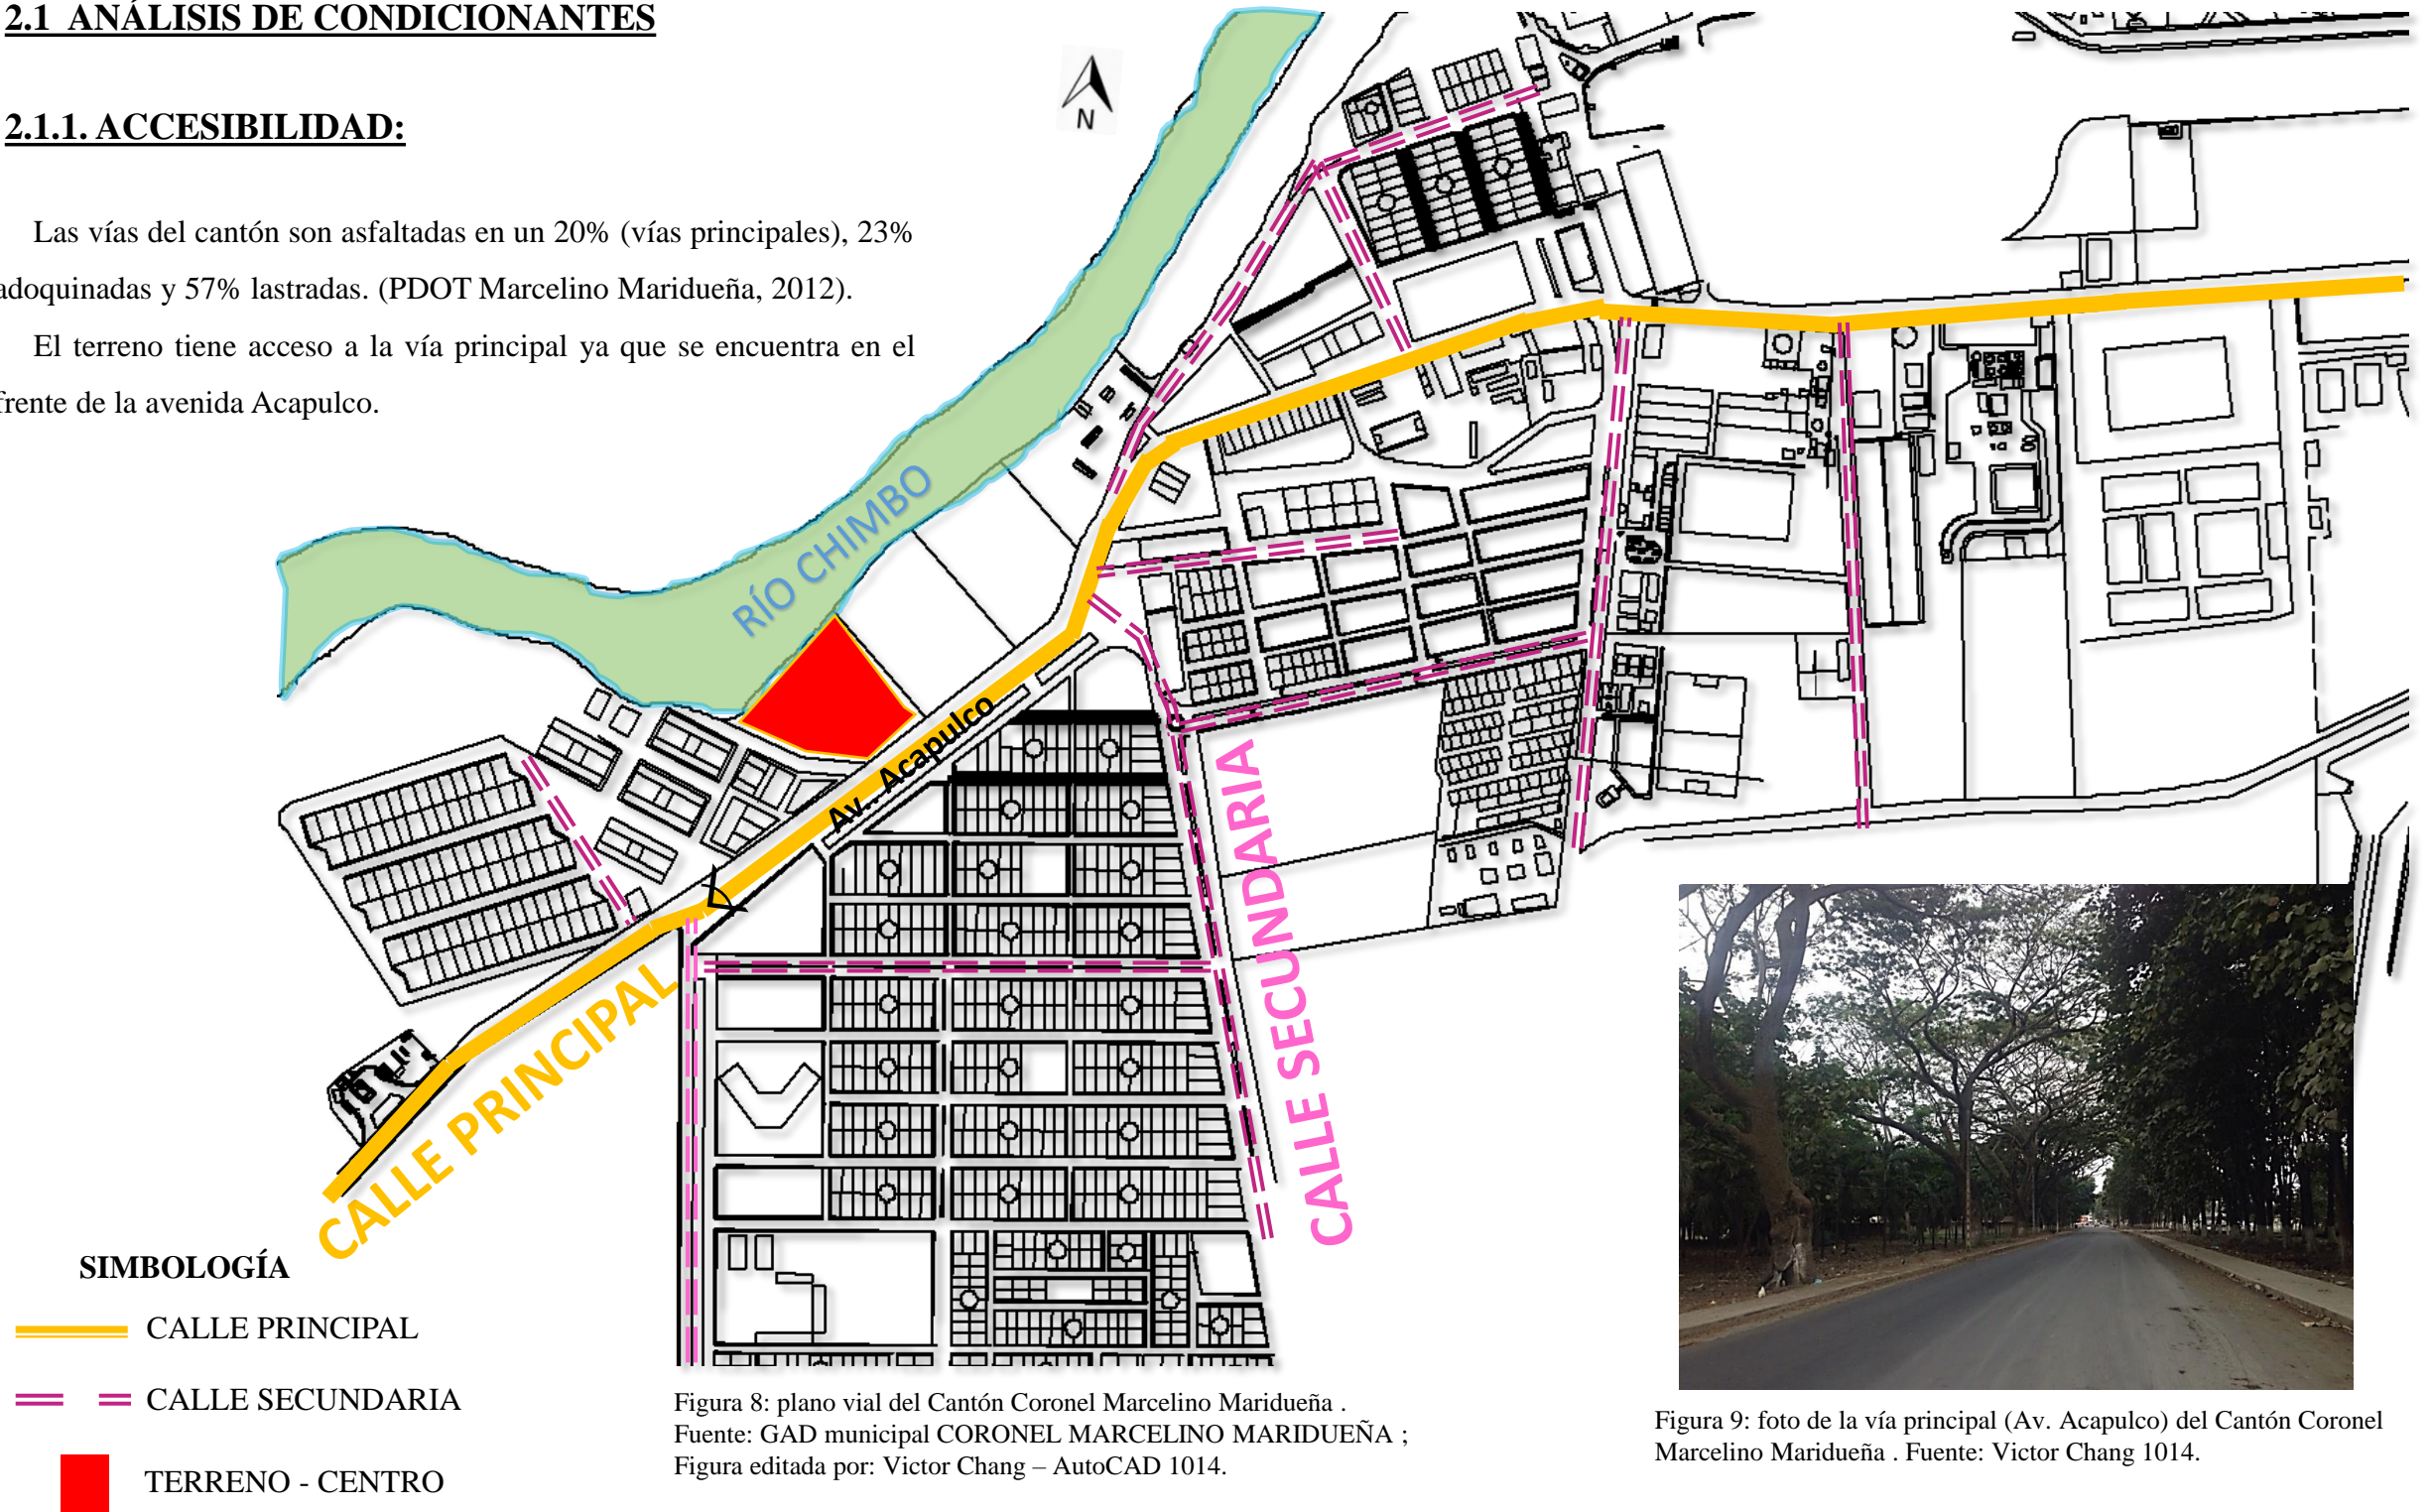 2.1 ANÁLISIS DE CONDICIONANTES
2.1.1. ACCESIBILIDAD:
Las vías del cantón son asfaltadas en un 20% (vías principales), 23%
adoquinadas y 57% lastradas. (PDOT Marcelino Maridueña, 2012).
El terreno tiene acceso a la vía principal ya que se encuentra en el
frente de la avenida Acapulco.
N
RÍO CHIMBO
Av.. Acapulco
CALLE PRINCIPAL
CALLE SECUNDARIA
SIMBOLOGÍA
CALLE PRINCIPAL
CALLE SECUNDARIA
TERRENO - CENTRO
Figura 8: plano vial del Cantón Coronel Marcelino Maridueña .
Fuente: GAD municipal CORONEL MARCELINO MARIDUEÑA ;
Figura editada por: Victor Chang – AutoCAD 1014.
Figura 9: foto de la vía principal (Av. Acapulco) del Cantón Coronel
Marcelino Maridueña . Fuente: Victor Chang 1014.